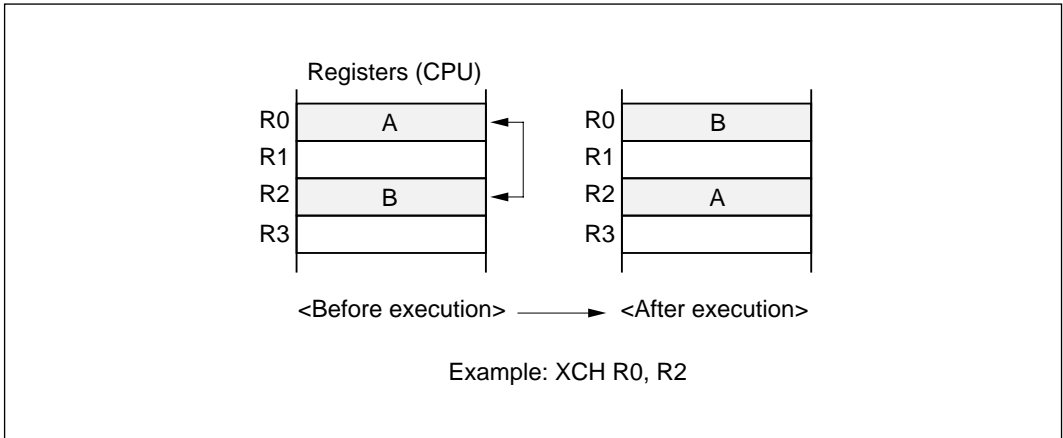 Registers (CPU)
R0 A R0 B
R1 R1
R2 B R2 A
R3 R3
<Before execution> <After execution>
Example: XCH R0, R2